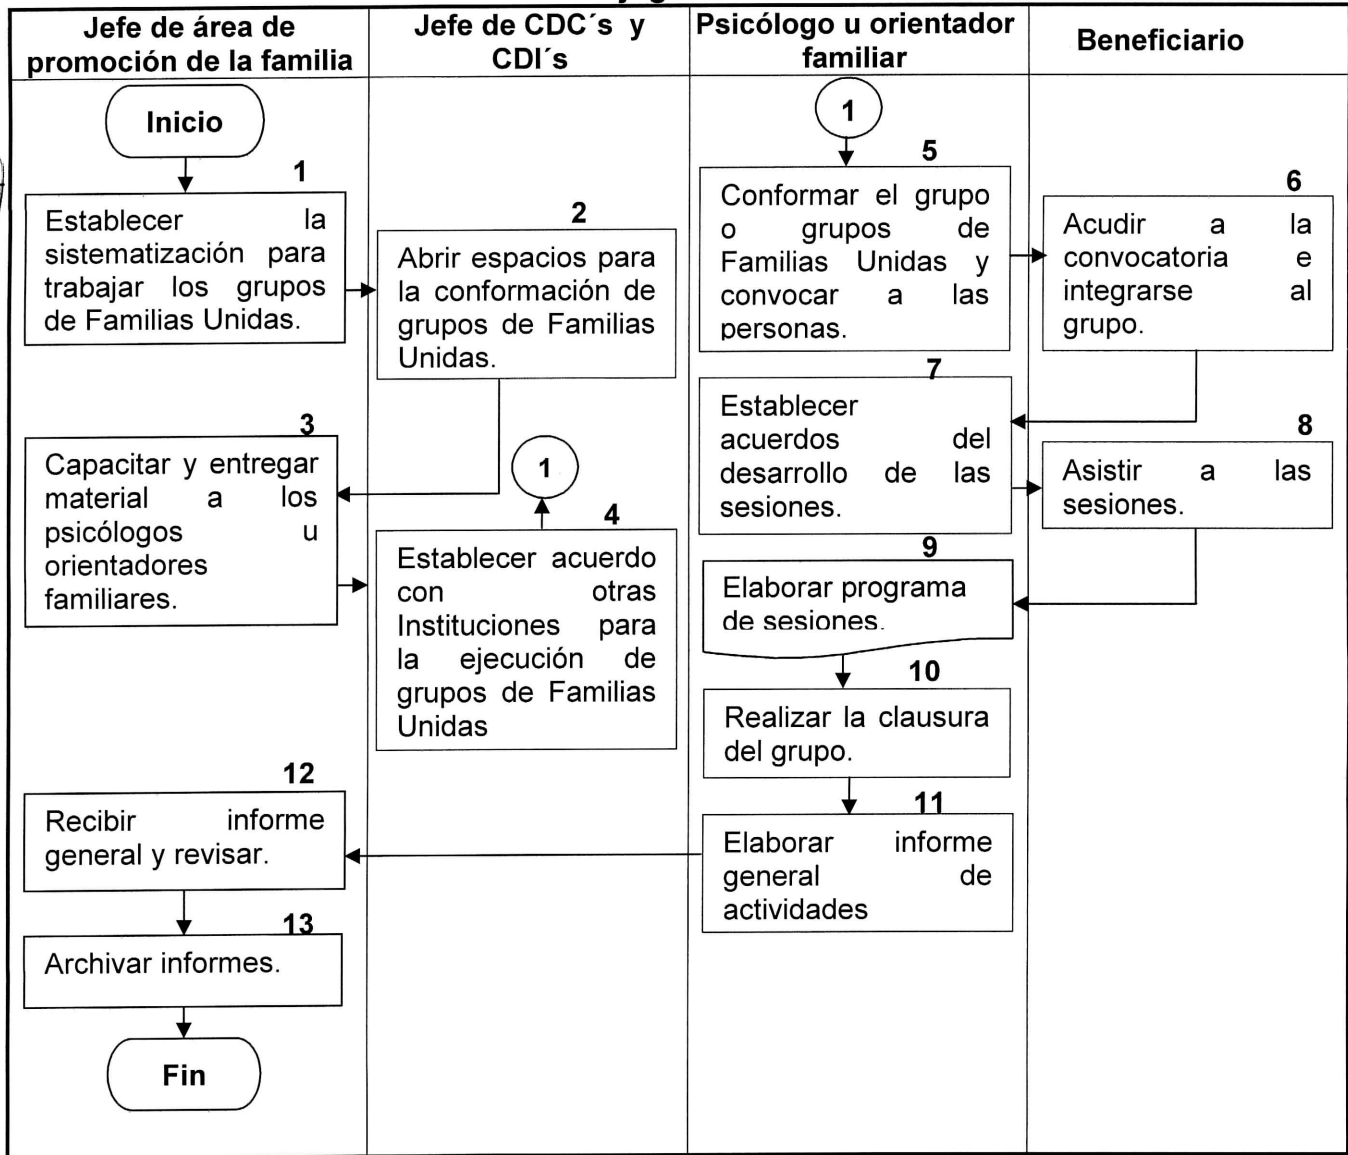 Jefe de área de
promoción de la familia
Jefe de CDC´s y
CDI´s
Psicólogo u orientador
familiar
Beneficiario
Inicio
1
Establecer la
sistematización para
trabajar los grupos
de Familias Unidas.
2
Abrir espacios para
la conformación de
grupos de Familias
Unidas.
3
Capacitar y entregar
material a los
psicólogos u
orientadores
familiares.
1
4
Establecer acuerdo
con otras
Instituciones para
la ejecución de
grupos de Familias
Unidas
1
5
Conformar el grupo
o grupos de
Familias Unidas y
convocar a las
personas.
6
Acudir a la
convocatoria e
integrarse al
grupo.
7
Establecer
acuerdos del
desarrollo de las
sesiones.
8
Asistir a las
sesiones.
9
Elaborar programa
de sesiones.
10
Realizar la clausura
del grupo.
11
Elaborar informe
general de
actividades
12
Recibir informe
general y revisar.
13
Archivar informes.
Fin